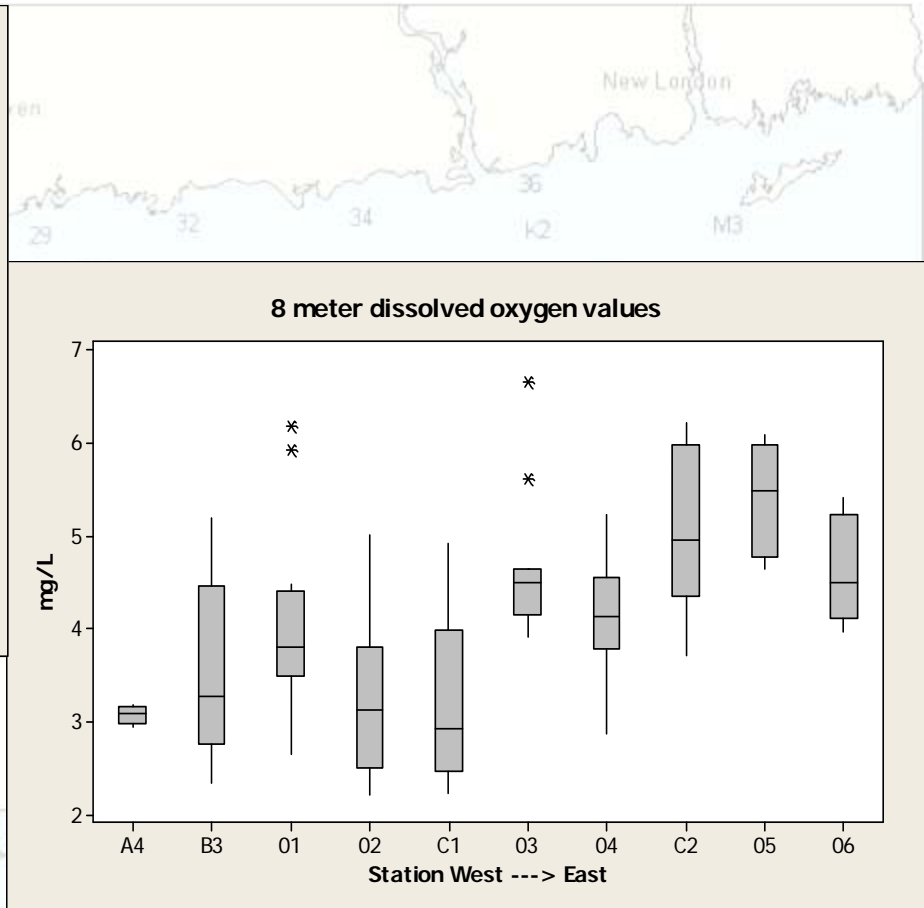 New London
ren
36
34
32
29
K2
M3
8 meter dissolved oxygen values
7
6
5
4
3
2
mg/L
A4 B3 01 02 C1 03 04 C2 05 06
Station West ---> East